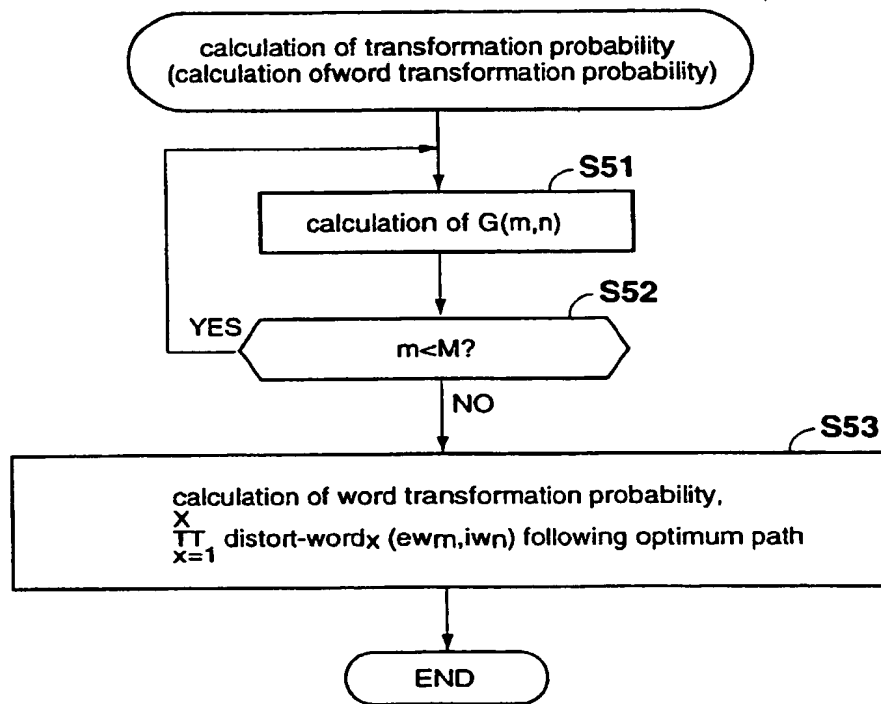 calculation of transformation probability
(calculation ofword transformation probability)
S51
calculation of G(m,n)
S52
YES
m<M?
NO
S53
calculation of word transformation probability,
X
TT distort-wordx (ewm,iwn) following optimum path
x=1
END